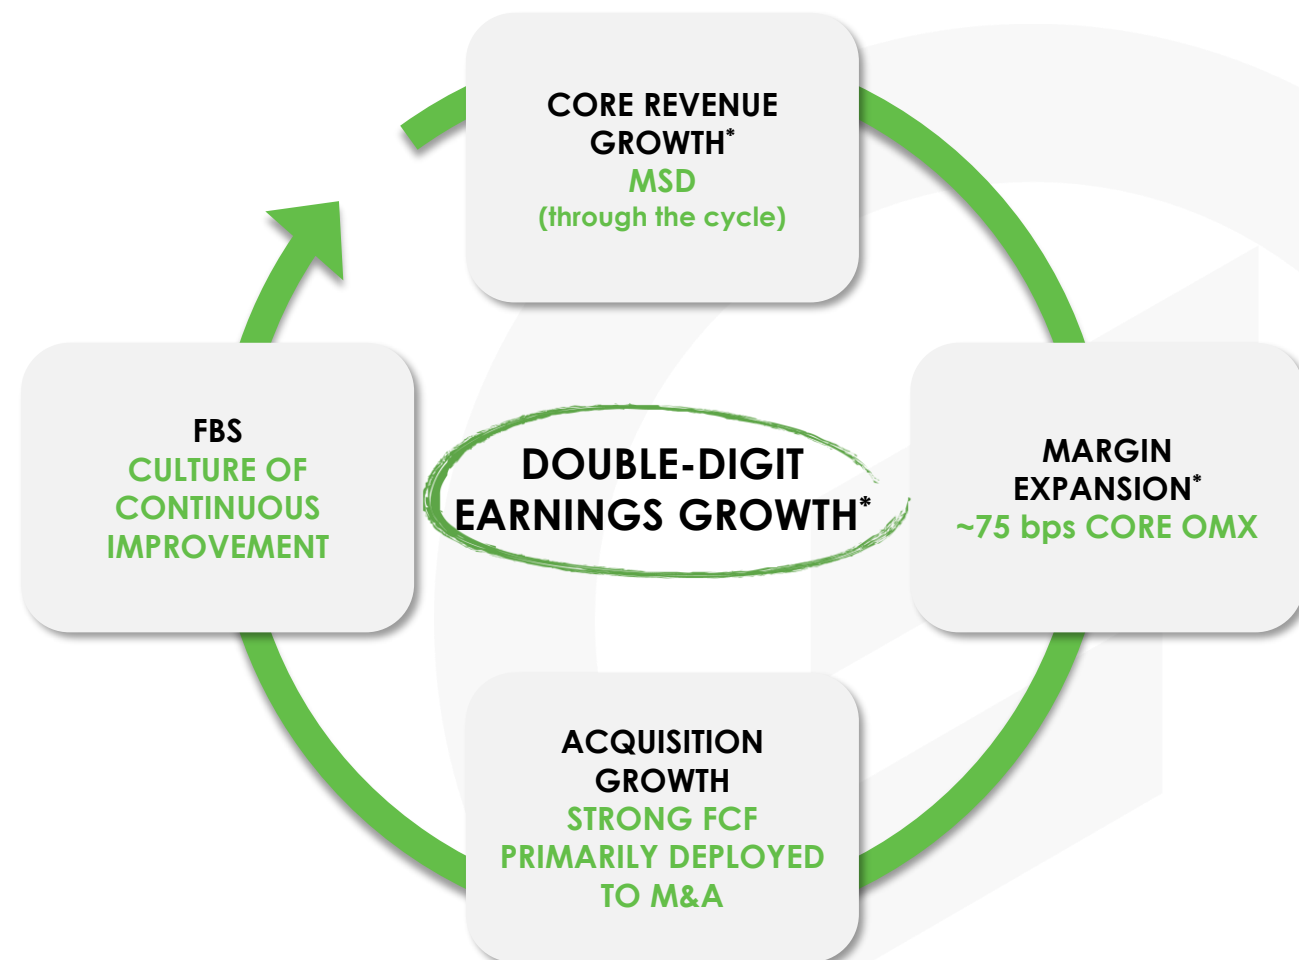 CORE REVENUE
GROWTH*
MSD
(through the cycle)
MARGIN
EXPANSION*
~75 bps CORE OMX
ACQUISITION
GROWTH
STRONG FCF
PRIMARILY DEPLOYED
TO M&A
FBS
CULTURE OF
CONTINUOUS
IMPROVEMENT
DOUBLE-DIGIT
EARNINGS GROWTH*